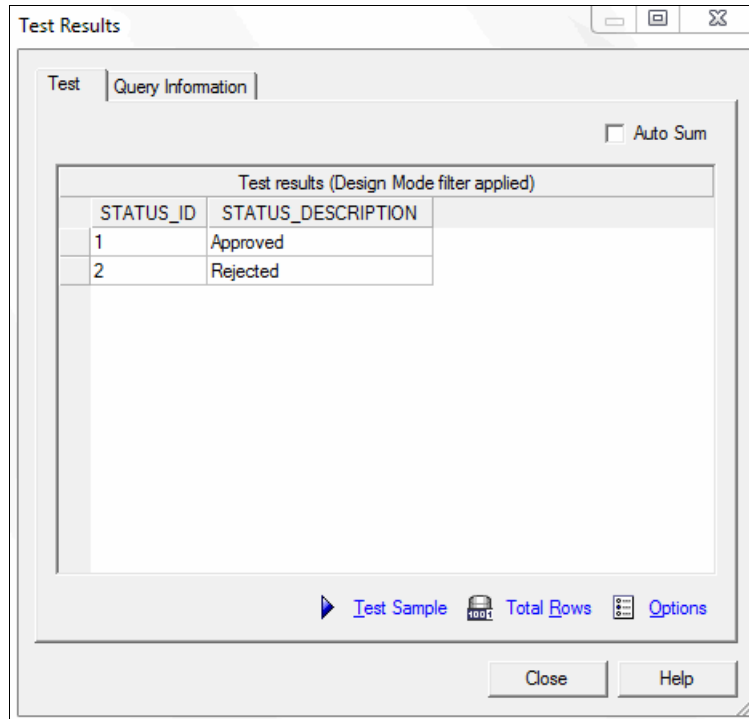 Test Results
Test Query Information
Auto Sum
Test results (Design Mode filter applied)
STATUS_ID STATUS_DESCRIPTION
1 Approved
2 Rejected
1001
Test Sample Total Rows Options
Close Help